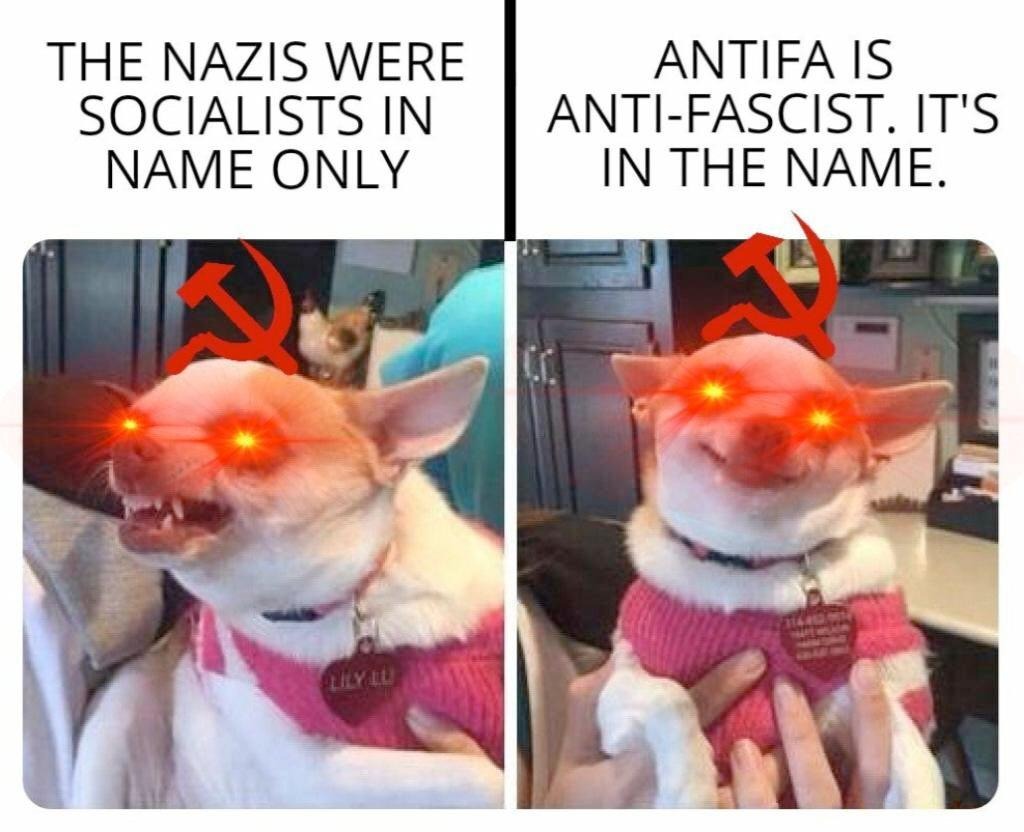 THE NAZIS WERE
SOCIALISTS IN
NAME ONLY
ANTIFA IS
ANTI-FASCIST. IT'S
IN THE NAME.
LILY LU